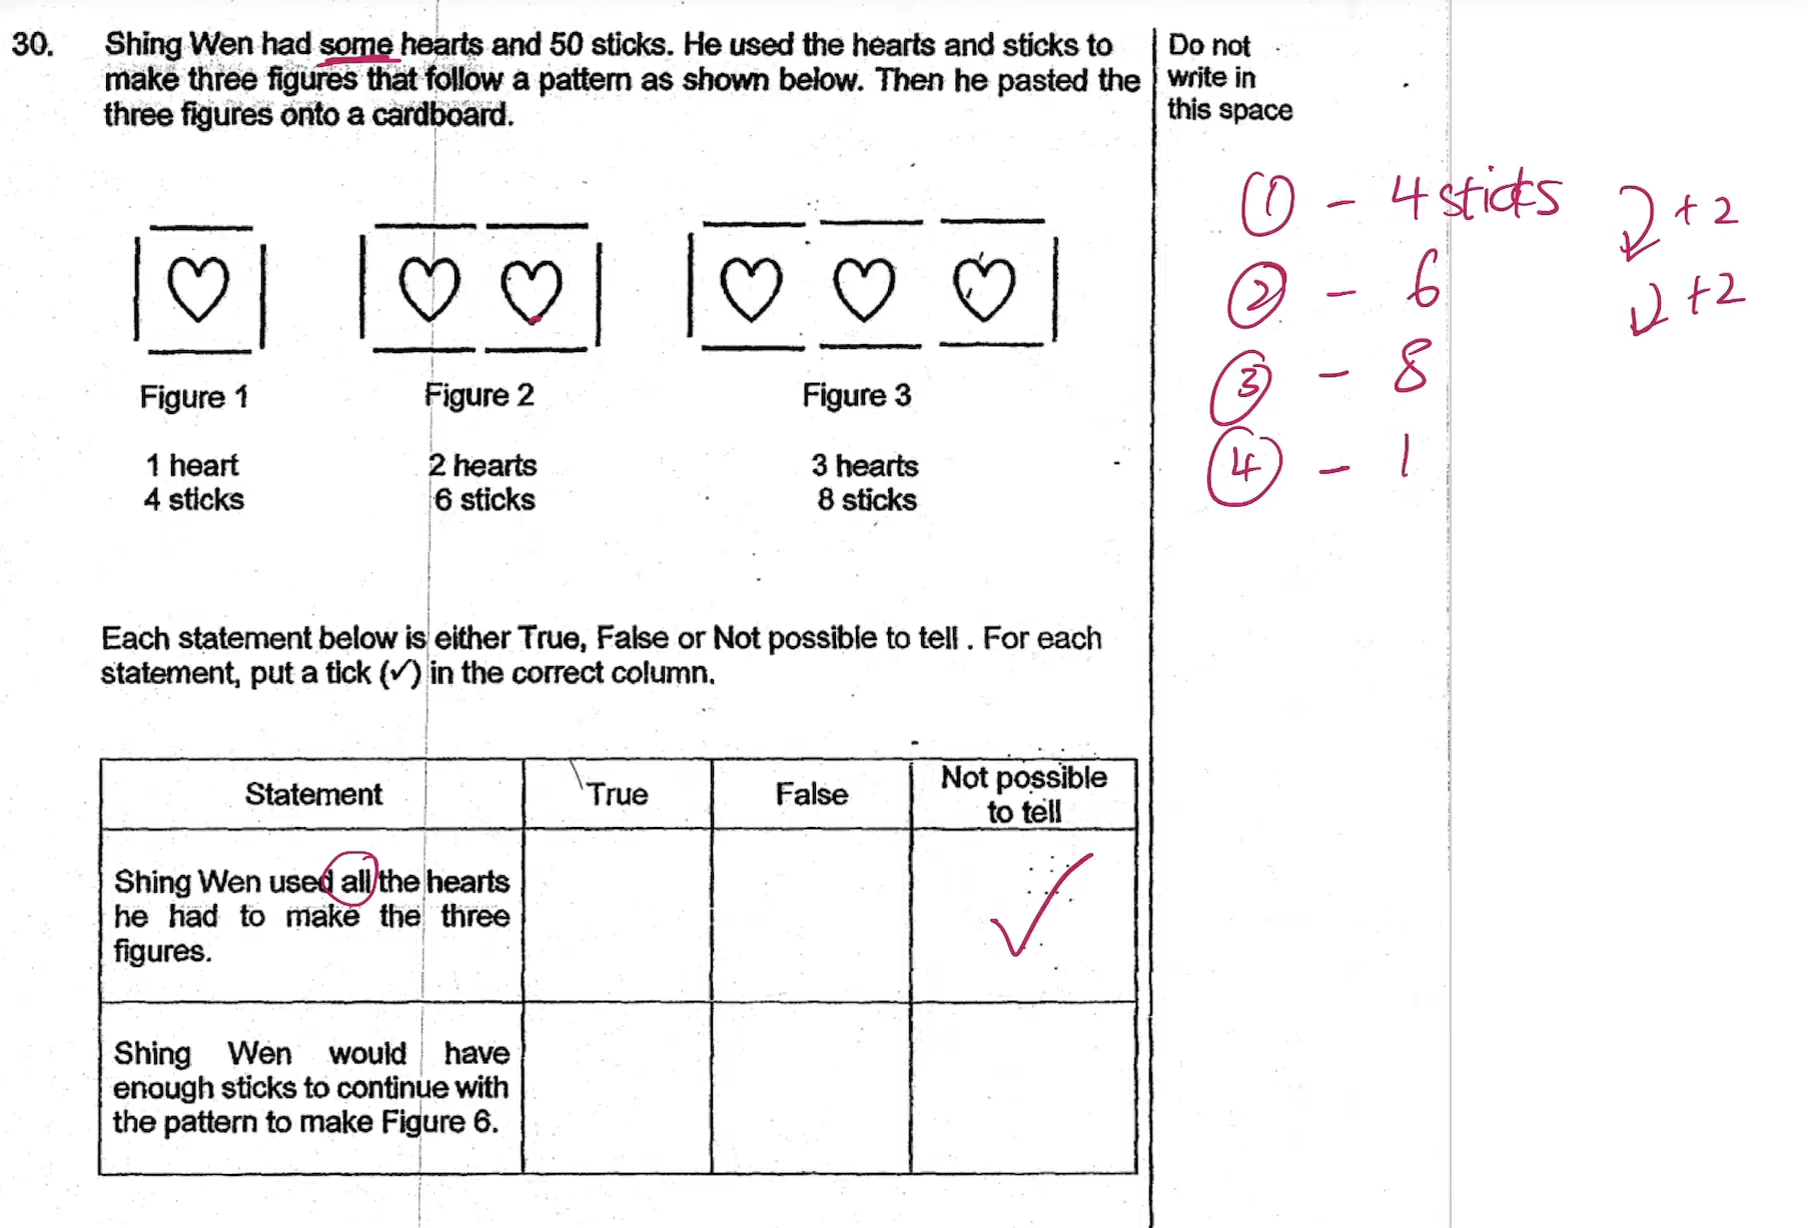 30. Shing Wen had some hearts and 50 sticks. He used the hearts and sticks to
make three figures that follow a pattern as shown below. Then he pasted the
three figures onto a cardboard.
Do not
write in
this space
① - 4 sticks
+2
② - 6
+2
③ - 8
④ - 1
Figure 1
Figure 2
Figure 3
1 heart
4 sticks
2 hearts
6 sticks
3 hearts
8 sticks
Each statement below is either True, False or Not possible to tell . For each
statement, put a tick (✓) in the correct column.
Statement
True
False
Not possible
to tell
Shing Wen used all the hearts
he had to make the three
figures.
✓
Shing Wen would have
enough sticks to continue with
the pattern to make Figure 6.